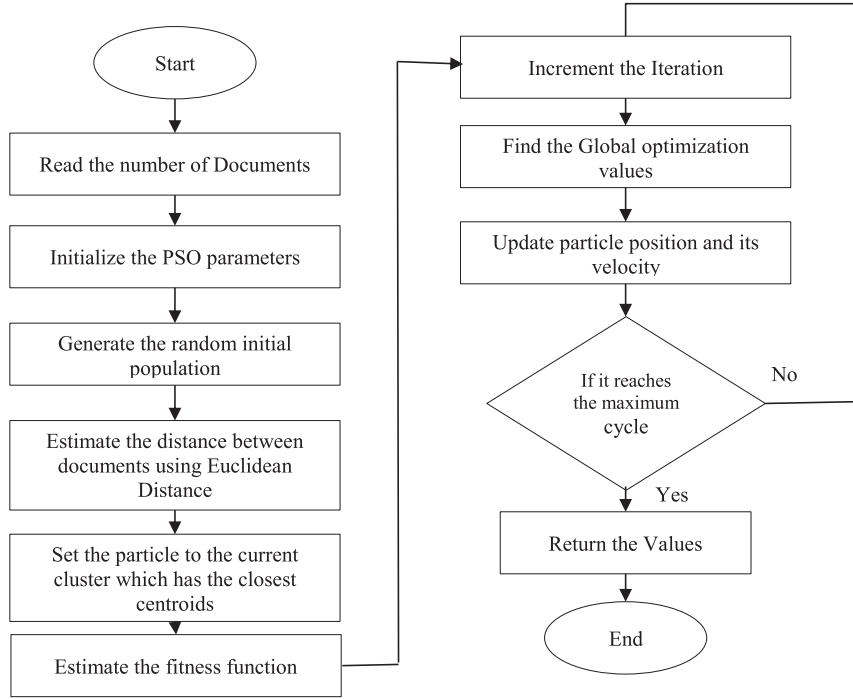 Start
Read the number of Documents
Initialize the PSO parameters
Generate the random initial
population
Estimate the distance between
documents using Euclidean
Distance
Set the particle to the current
cluster which has the closest
centroids
Estimate the fitness function
Increment the Iteration
Find the Global optimization
values
Update particle position and its
velocity
If it reaches
the maximum
cycle
No
Yes
Return the Values
End